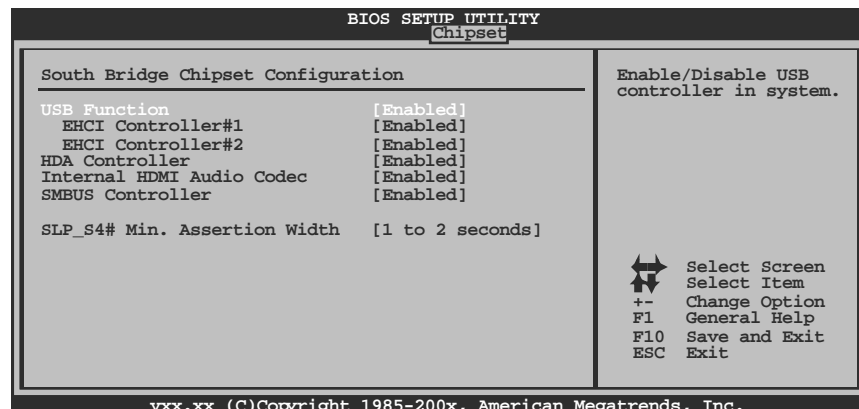 BIOS SETUP UTILITY
Chipset
South Bridge Chipset Configuration
USB Function [Enabled]
EHCI Controller#1 [Enabled]
EHCI Controller#2 [Enabled]
HDA Controller [Enabled]
Internal HDMI Audio Codec [Enabled]
SMBUS Controller [Enabled]
SLP_S4# Min. Assertion Width [1 to 2 seconds]
Enable/Disable USB
controller in system.
Select Screen
Select Item
+- Change Option
F1 General Help
F10 Save and Exit
ESC Exit
vxx.xx (C)Copyright 1985-200x, American Megatrends, Inc.